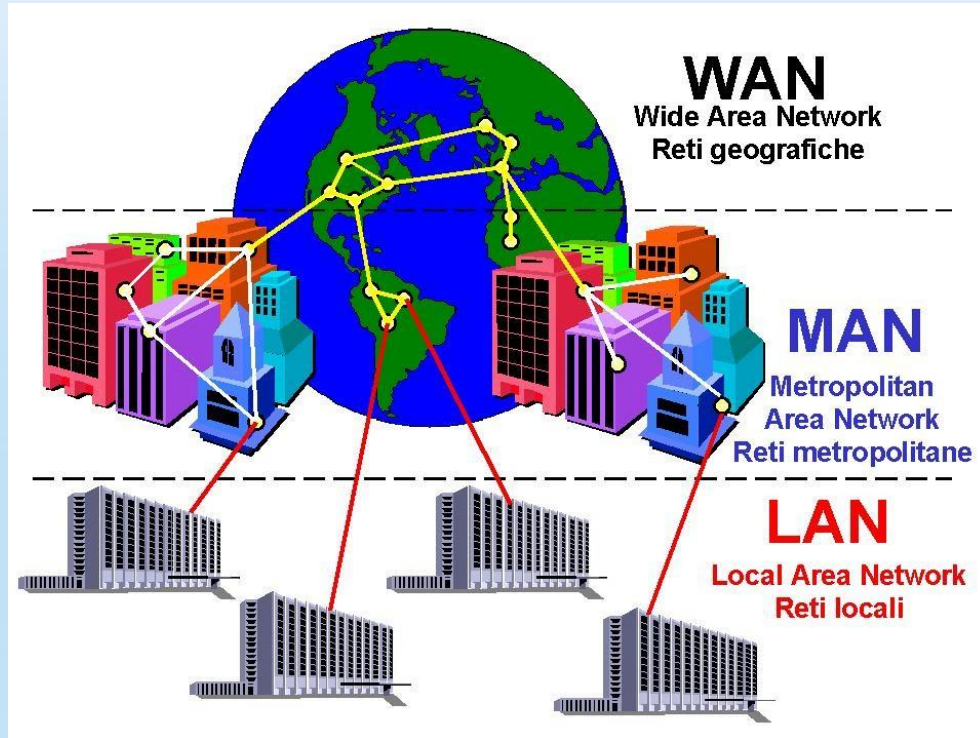 WAN
Wide Area Network
Reti geografiche
MAN
Metropolitan
Area Network
Reti metropolitane
LAN
Local Area Network
Reti locali